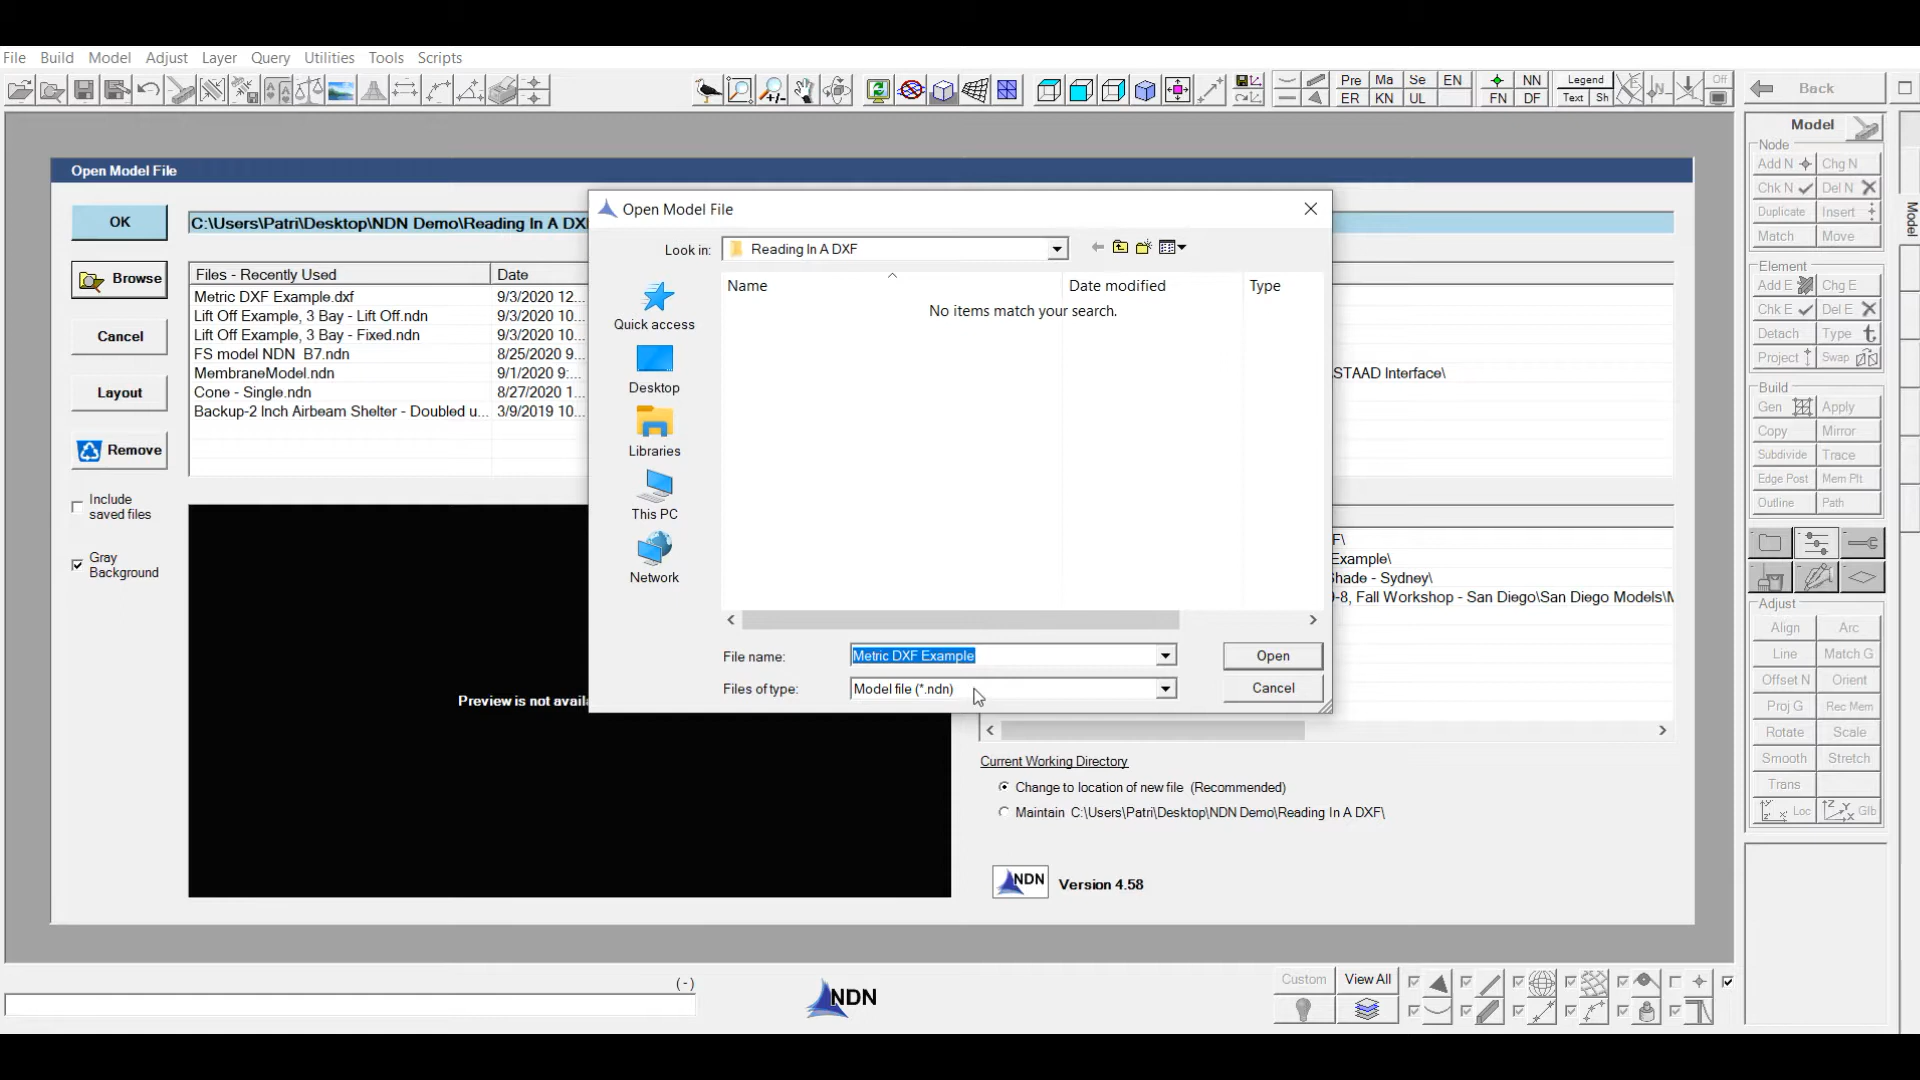 File Build Model Adjust Layer Query Utilities Tools Scripts
Pre Ma Se EN NN Legend Off
ER KN UL FN DF Text Sh
Back
Model
Node
Add N Chg N
Chk N Del N
Duplicate Insert
Match Move
Element
Add E Chg E
Chk E Del E
Detach Type
Project Swap
Build
Gen Apply
Copy Mirror
Subdivide Trace
Edge Post Mem Plt
Outline Path
Adjust
Align Arc
Line Match G
Offset N Orient
Proj G Rec Mem
Rotate Scale
Smooth Stretch
Trans
Loc Glb
Model
Open Model File
OK
C:\Users\Patri\Desktop\NDN Demo\Reading In A DX
Browse
Cancel
Layout
Remove
Include
saved files
Gray
Background
Files - Recently Used Date
Metric DXF Example.dxf 9/3/2020 12...
Lift Off Example, 3 Bay - Lift Off.ndn 9/3/2020 10...
Lift Off Example, 3 Bay - Fixed.ndn 9/3/2020 10...
FS model NDN B7.ndn 8/25/2020 9...
MembraneModel.ndn 9/1/2020 9:...
Cone - Single.ndn 8/27/2020 1...
Backup-2 Inch Airbeam Shelter - Doubled u... 3/9/2019 10...
STAAD Interface\
Preview is not availa
F\
Example\
Shade - Sydney\
9-8, Fall Workshop - San Diego\San Diego Models\M
Open Model File
Look in: Reading In A DXF
Quick access
Desktop
Libraries
This PC
Network
Name Date modified Type
No items match your search.
File name: Metric DXF Example Open
Files of type: Model file (*.ndn) Cancel
Current Working Directory
Change to location of new file (Recommended)
Maintain C:\Users\Patri\Desktop\NDN Demo\Reading In A DXF\
NDN Version 4.58
(-)
NDN
Custom View All